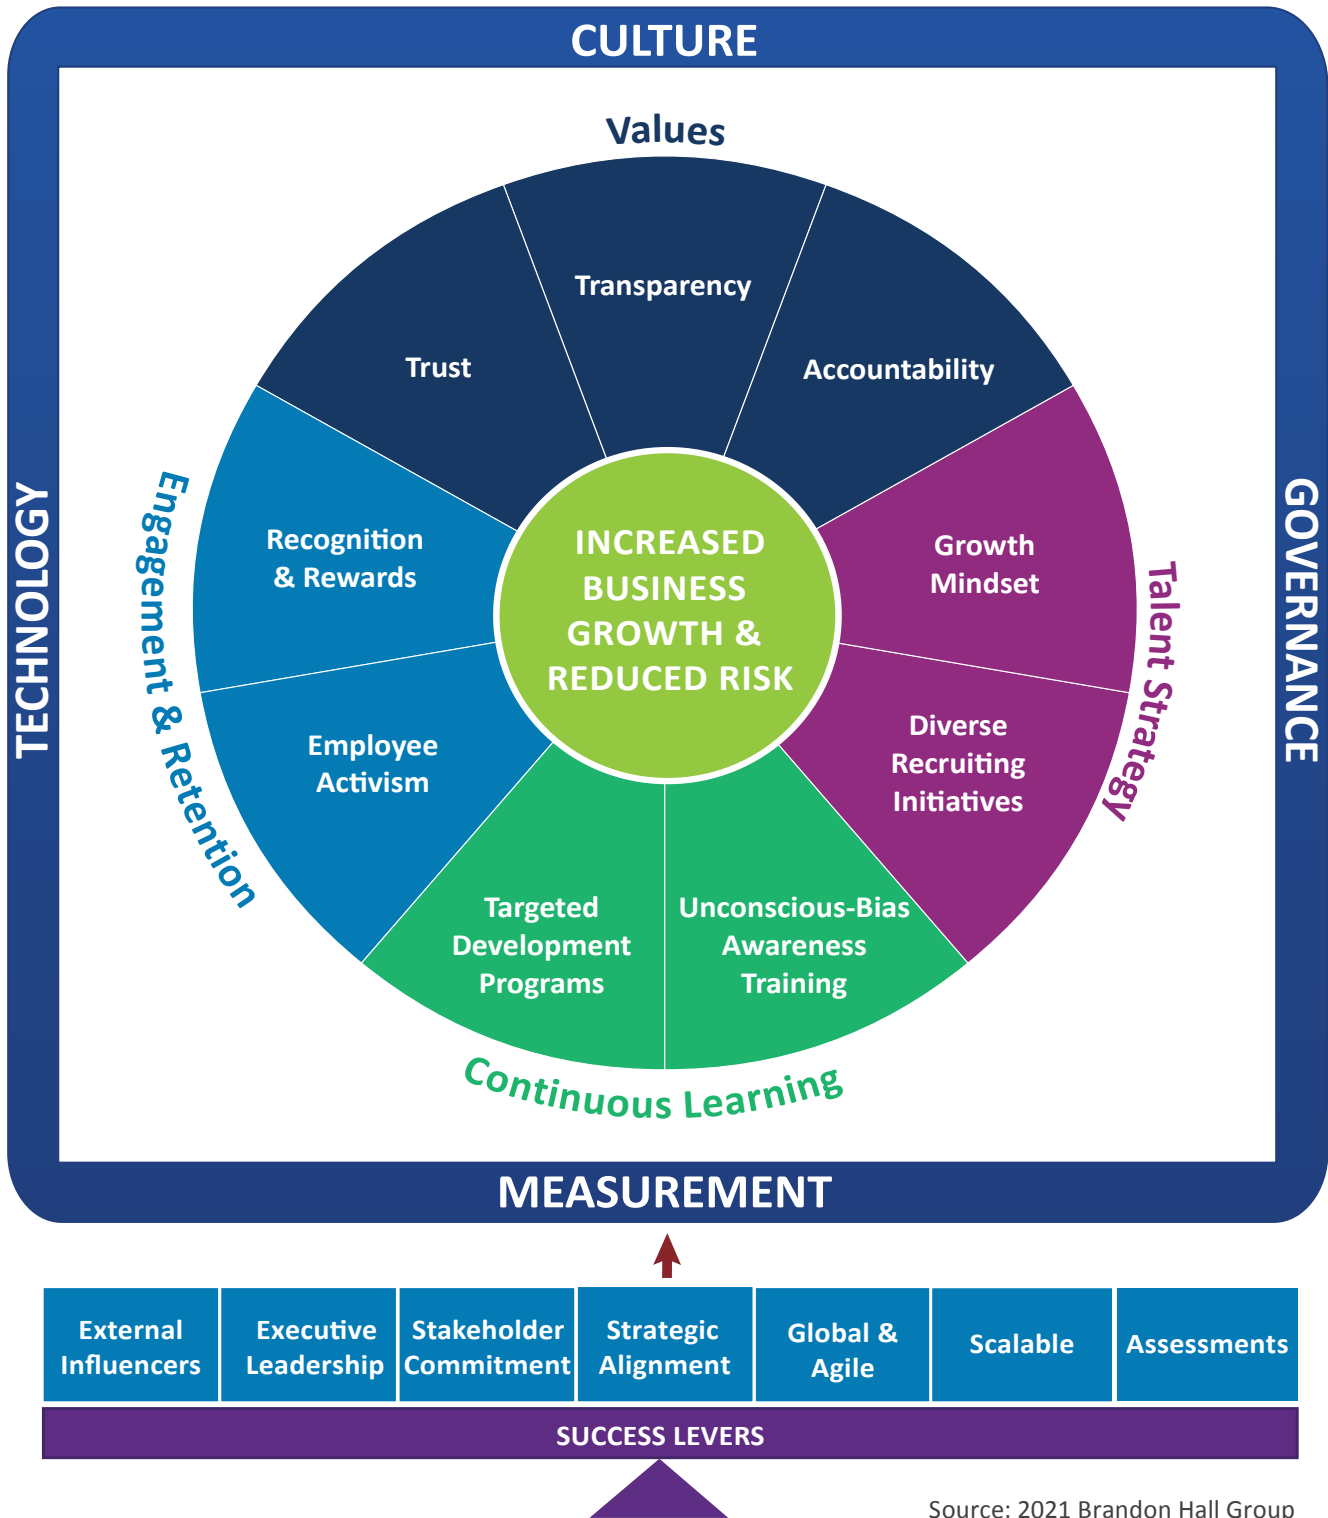 CULTURE
Values
Transparency
Trust
Accountability
TECHNOLOGY
GOVERNANCE
Engagement & Retention
Talent Strategy
Recognition
& Rewards
Growth
Mindset
INCREASED
BUSINESS
GROWTH &
REDUCED RISK
Employee
Activism
Diverse
Recruiting
Initiatives
Targeted
Development
Programs
Unconscious-Bias
Awareness
Training
Continuous Learning
MEASUREMENT
External
Influencers
Executive
Leadership
Stakeholder
Commitment
Strategic
Alignment
Global &
Agile
Scalable
Assessments
SUCCESS LEVERS
Source: 2021 Brandon Hall Group